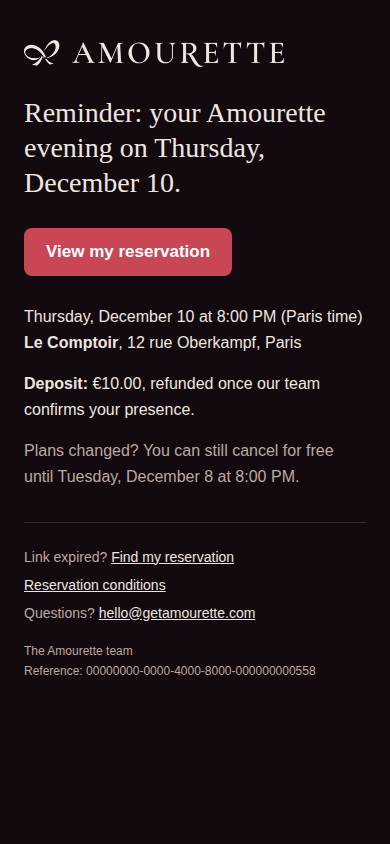 AMOURETTE
Reminder: your Amourette
evening on Thursday,
December 10.
View my reservation
Thursday, December 10 at 8:00 PM (Paris time)
Le Comptoir, 12 rue Oberkampf, Paris
Deposit: €10.00, refunded once our team
confirms your presence.
Plans changed? You can still cancel for free
until Tuesday, December 8 at 8:00 PM.
Link expired? Find my reservation
Reservation conditions
Questions? hello@getamourette.com
The Amourette team
Reference: 00000000-0000-4000-8000-000000000558